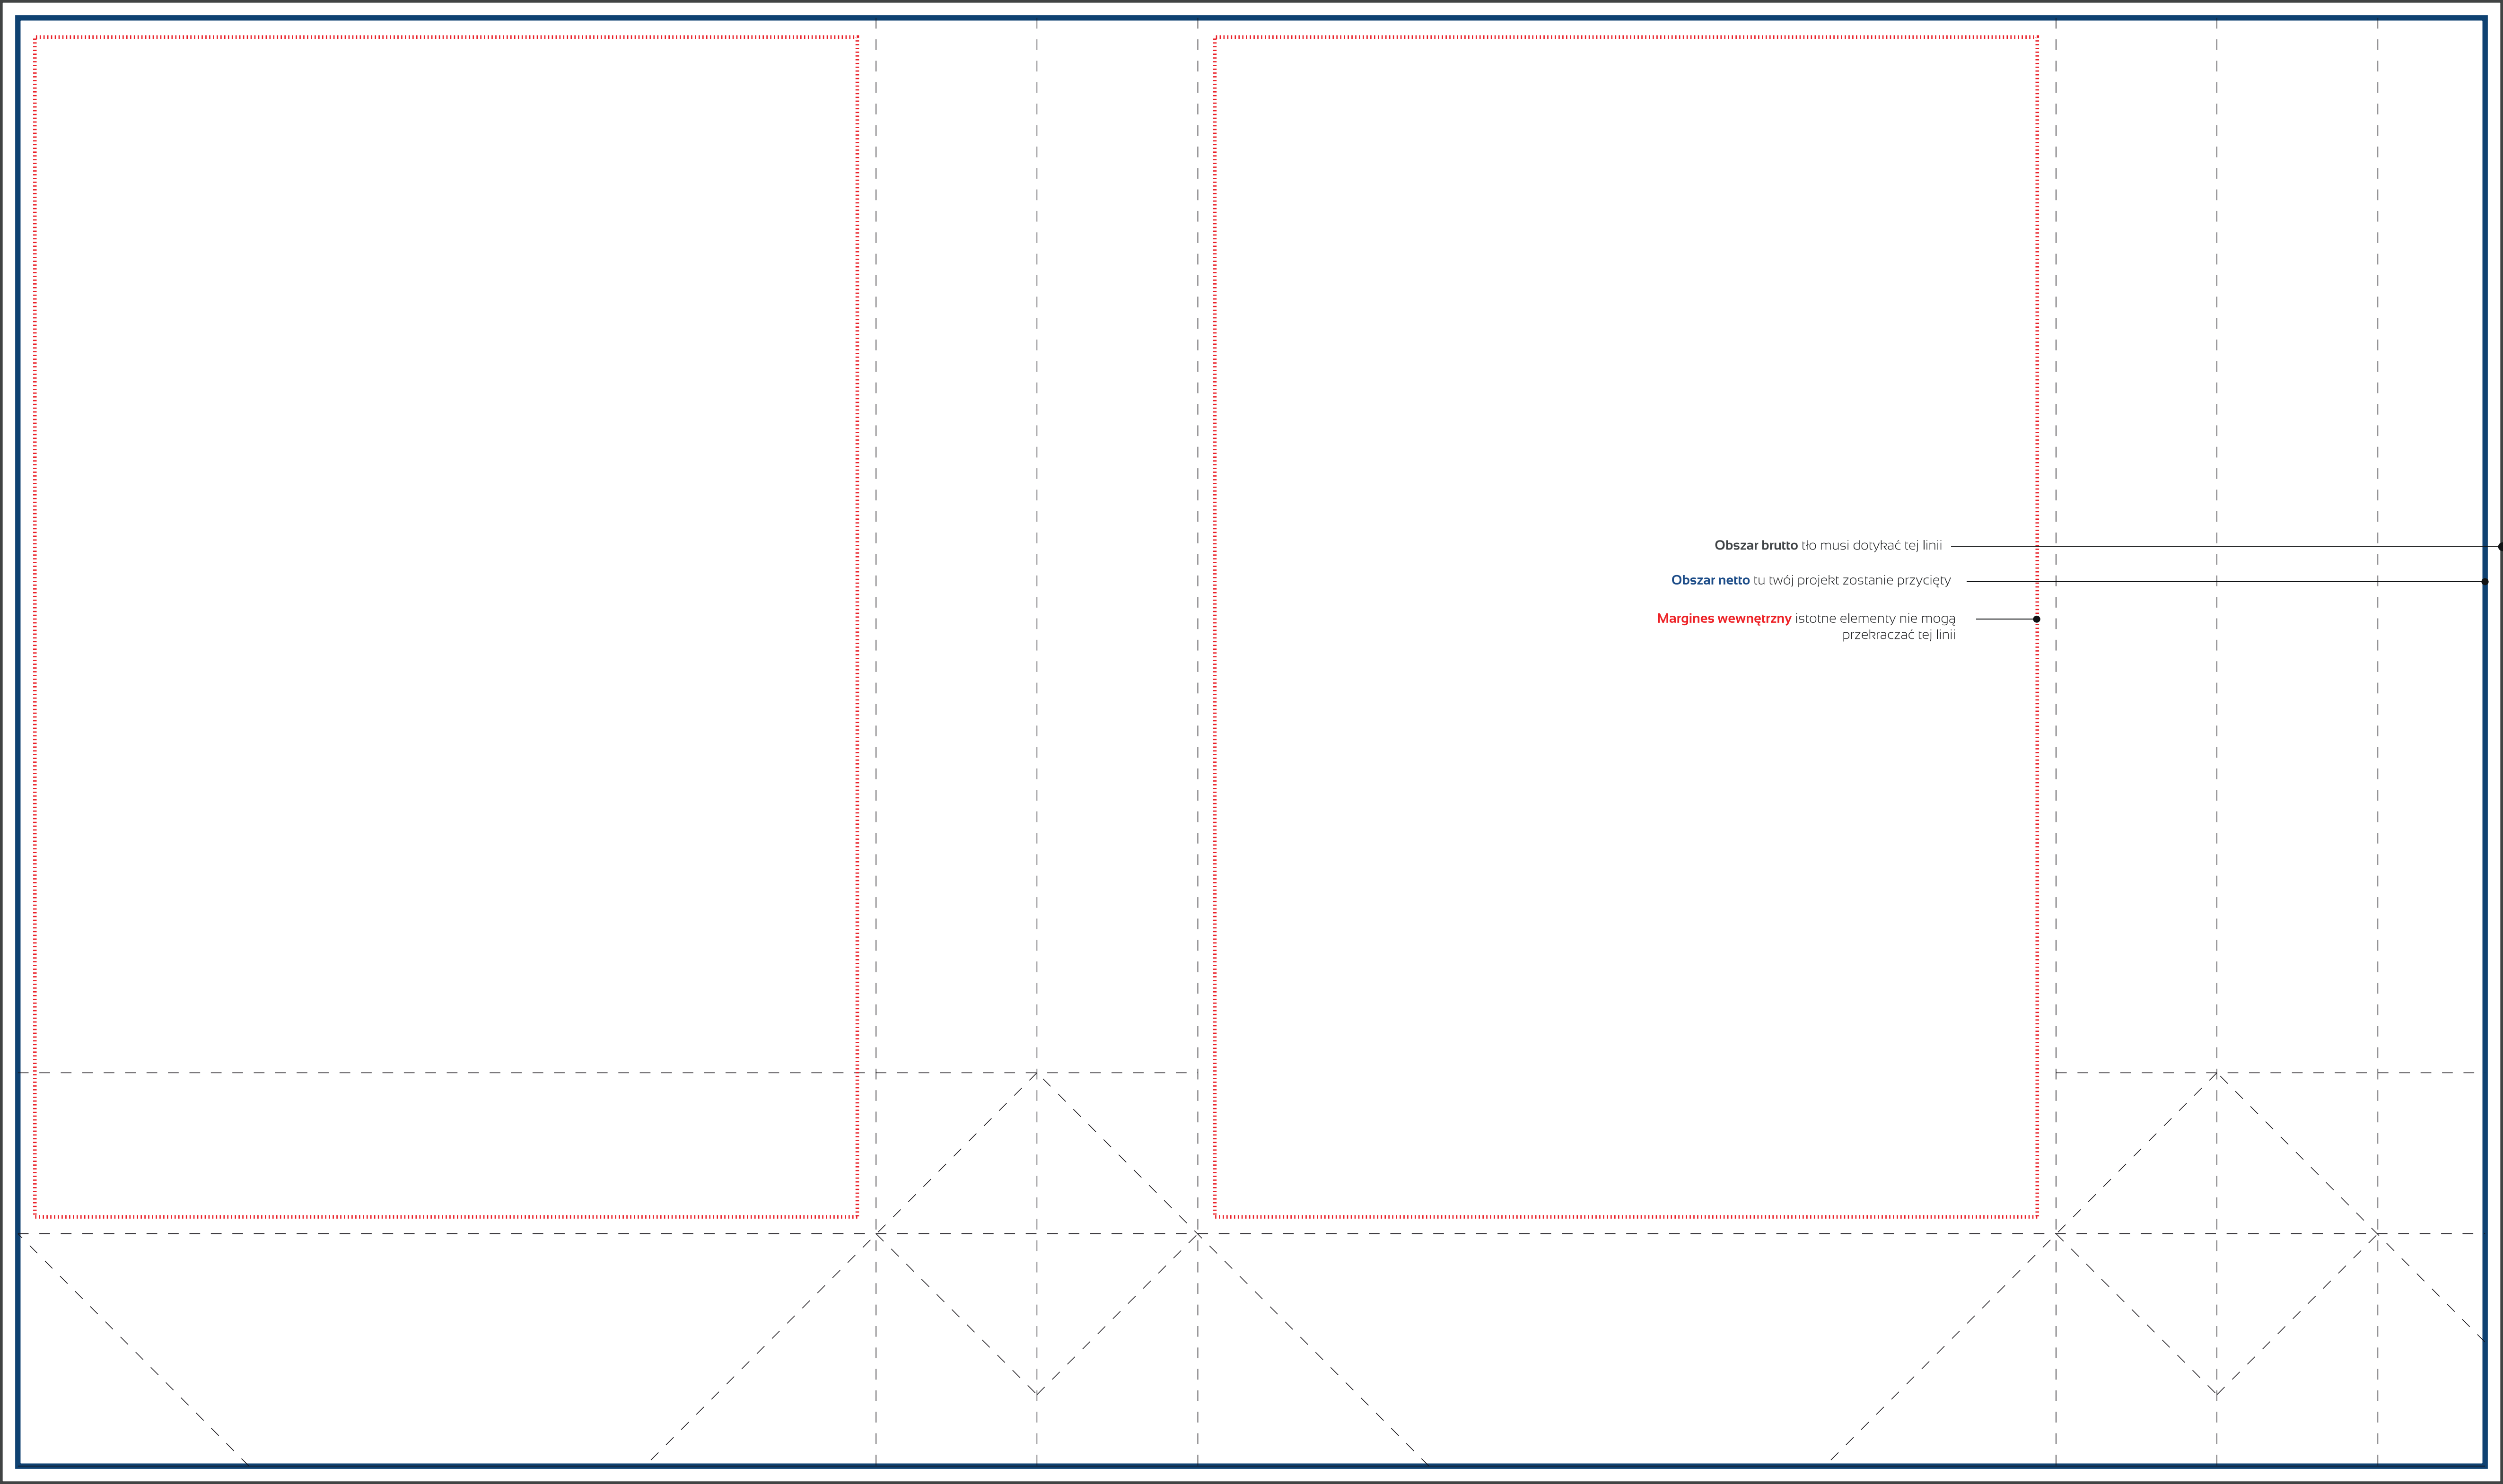 Obszar brutto tło musi dotykać tej linii
Obszar netto tu twój projekt zostanie przycięty
Margines wewnętrzny istotne elementy nie mogą
przekraczać tej linii